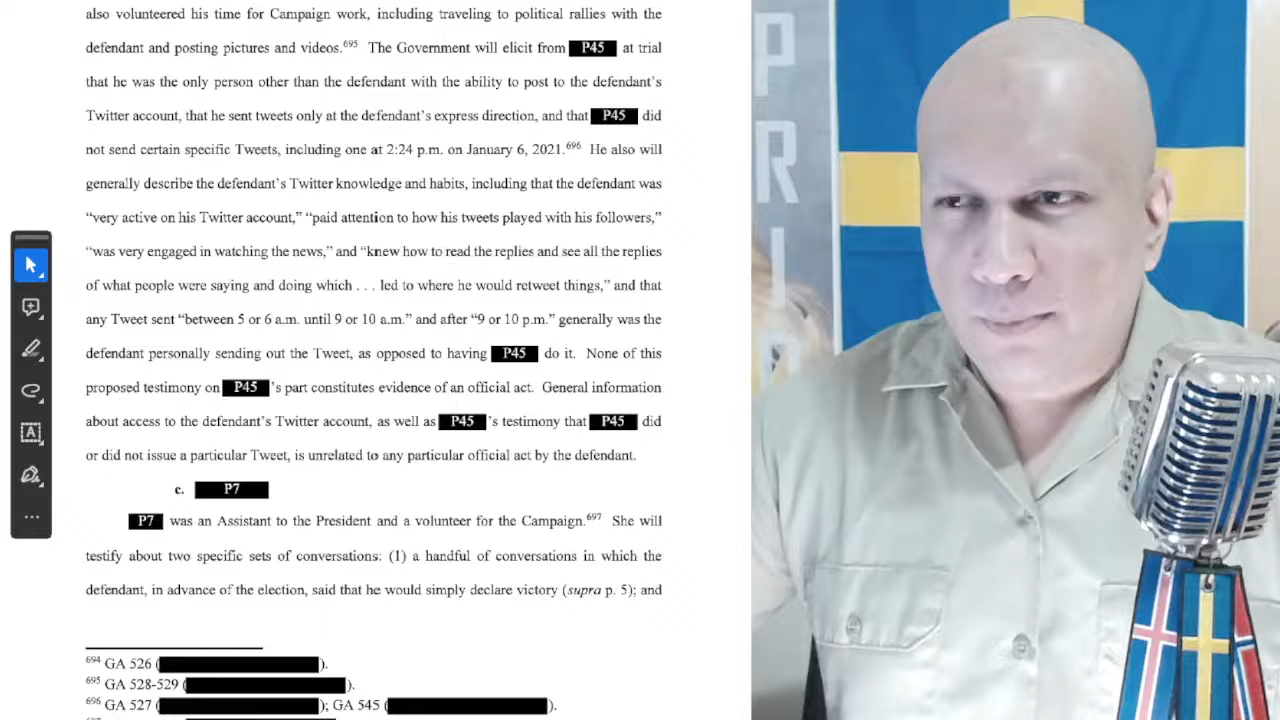 also volunteered his time for Campaign work, including traveling to political rallies with the
defendant and posting pictures and videos.695 The Government will elicit from P45 at trial
that he was the only person other than the defendant with the ability to post to the defendant's
Twitter account, that he sent tweets only at the defendant's express direction, and that P45 did
not send certain specific Tweets, including one at 2:24 p.m. on January 6, 2021.696 He also will
generally describe the defendant's Twitter knowledge and habits, including that the defendant was
“very active on his Twitter account,” “paid attention to how his tweets played with his followers,”
“was very engaged in watching the news,” and “knew how to read the replies and see all the replies
of what people were saying and doing which . . . led to where he would retweet things,” and that
any Tweet sent “between 5 or 6 a.m. until 9 or 10 a.m.” and after “9 or 10 p.m.” generally was the
defendant personally sending out the Tweet, as opposed to having P45 do it. None of this
proposed testimony on P45 's part constitutes evidence of an official act. General information
about access to the defendant's Twitter account, as well as P45 's testimony that P45 did
or did not issue a particular Tweet, is unrelated to any particular official act by the defendant.
c. P7
P7 was an Assistant to the President and a volunteer for the Campaign.697 She will
testify about two specific sets of conversations: (1) a handful of conversations in which the
defendant, in advance of the election, said that he would simply declare victory (supra p. 5); and
694 GA 526 ( ).
695 GA 528-529 ( ).
696 GA 527 ( ); GA 545 ( ).
P
R
I